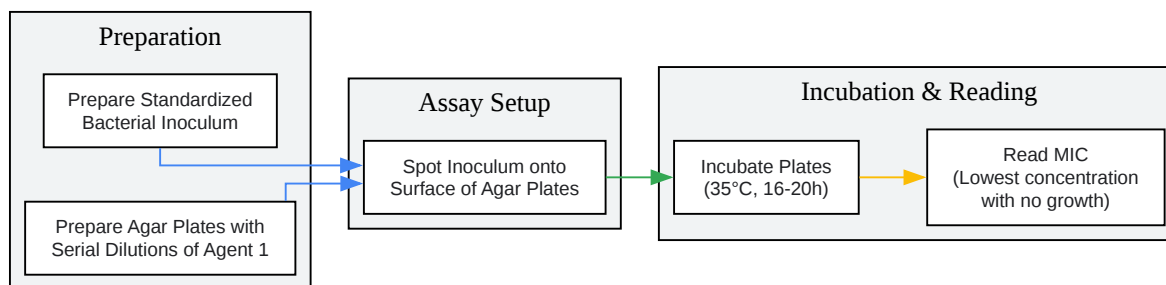 Preparation
Prepare Standardized
Bacterial Inoculum
Prepare Agar Plates with
Serial Dilutions of Agent 1
Assay Setup
Spot Inoculum onto
Surface of Agar Plates
Incubation & Reading
Incubate Plates
(35°C, 16-20h)
Read MIC
(Lowest concentration
with no growth)